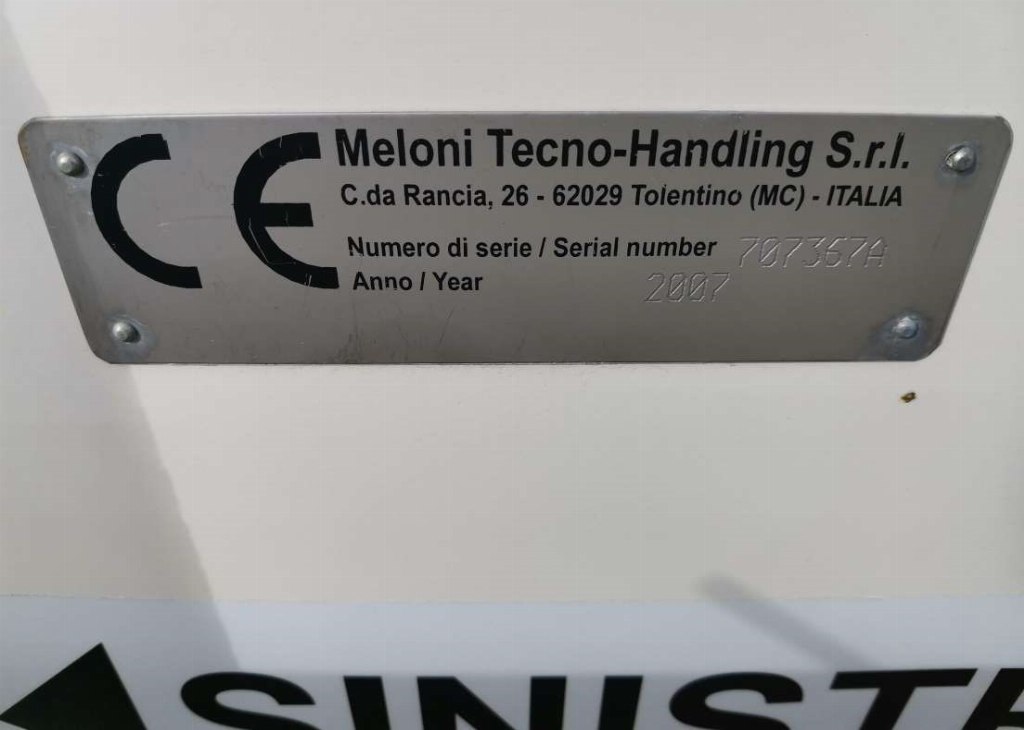 CE
Meloni Tecno-Handling S.r.l.
C.da Rancia, 26 - 62029 Tolentino (MC) - ITALIA
Numero di serie / Serial number 707367A
Anno / Year 2007
SINISTR